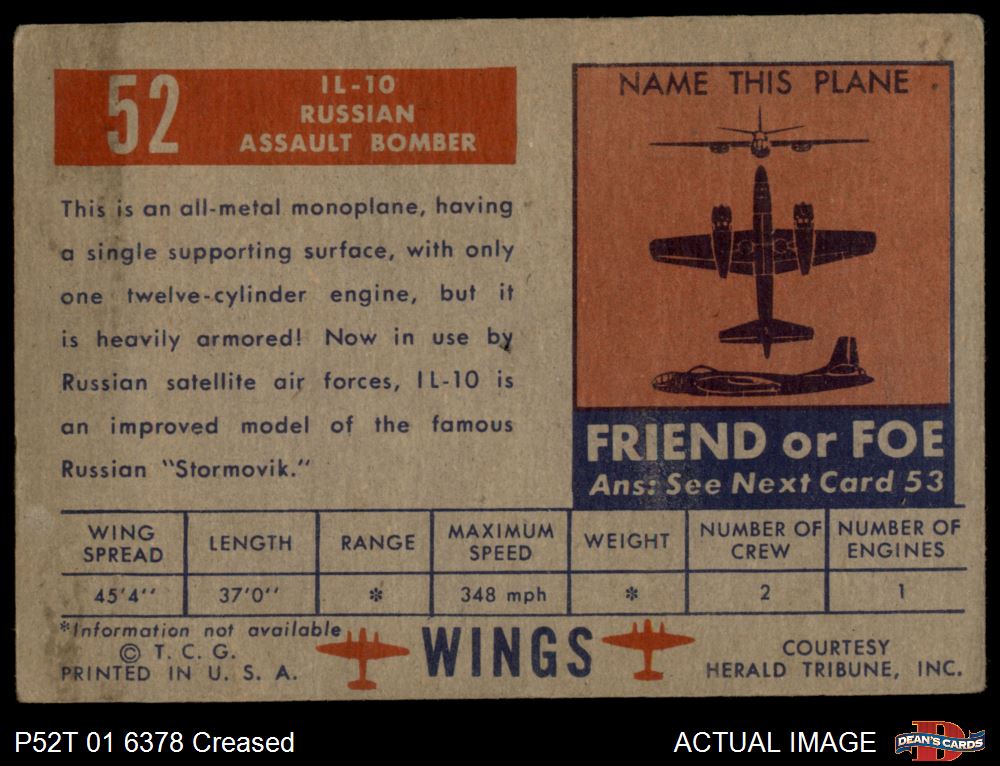 52
IL-10
RUSSIAN
ASSAULT BOMBER
This is an all-metal monoplane, having
a single supporting surface, with only
one twelve-cylinder engine, but it
is heavily armored! Now in use by
Russian satellite air forces, IL-10 is
an improved model of the famous
Russian "Stormovik."
NAME THIS PLANE
FRIEND or FOE
Ans: See Next Card 53
WING SPREAD
LENGTH
RANGE
MAXIMUM SPEED
WEIGHT
NUMBER OF CREW
NUMBER OF ENGINES
45'4''
37'0''
*
348 mph
*
2
1
*Information not available
© T. C. G.
PRINTED IN U. S. A.
WINGS
COURTESY
HERALD TRIBUNE, INC.
P52T 01 6378 Creased
ACTUAL IMAGE
D
DEAN'S CARDS